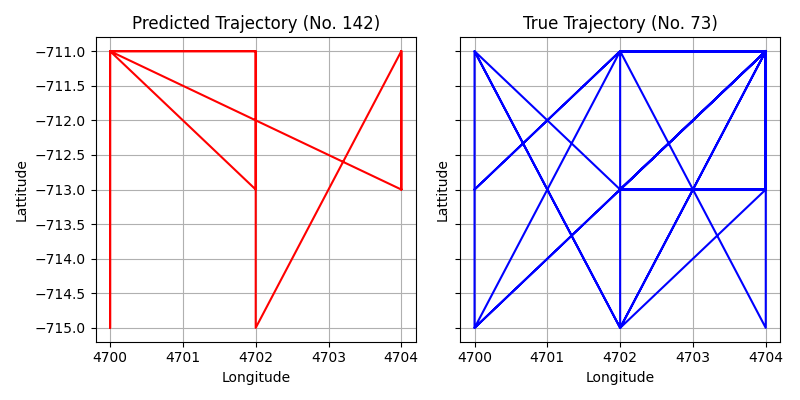 Predicted Trajectory (No. 142)
True Trajectory (No. 73)
−711.0
−711.5
−712.0
−712.5
−713.0
−713.5
−714.0
−714.5
−715.0
Lattitude
Lattitude
4700 4701 4702 4703 4704
4700 4701 4702 4703 4704
Longitude
Longitude